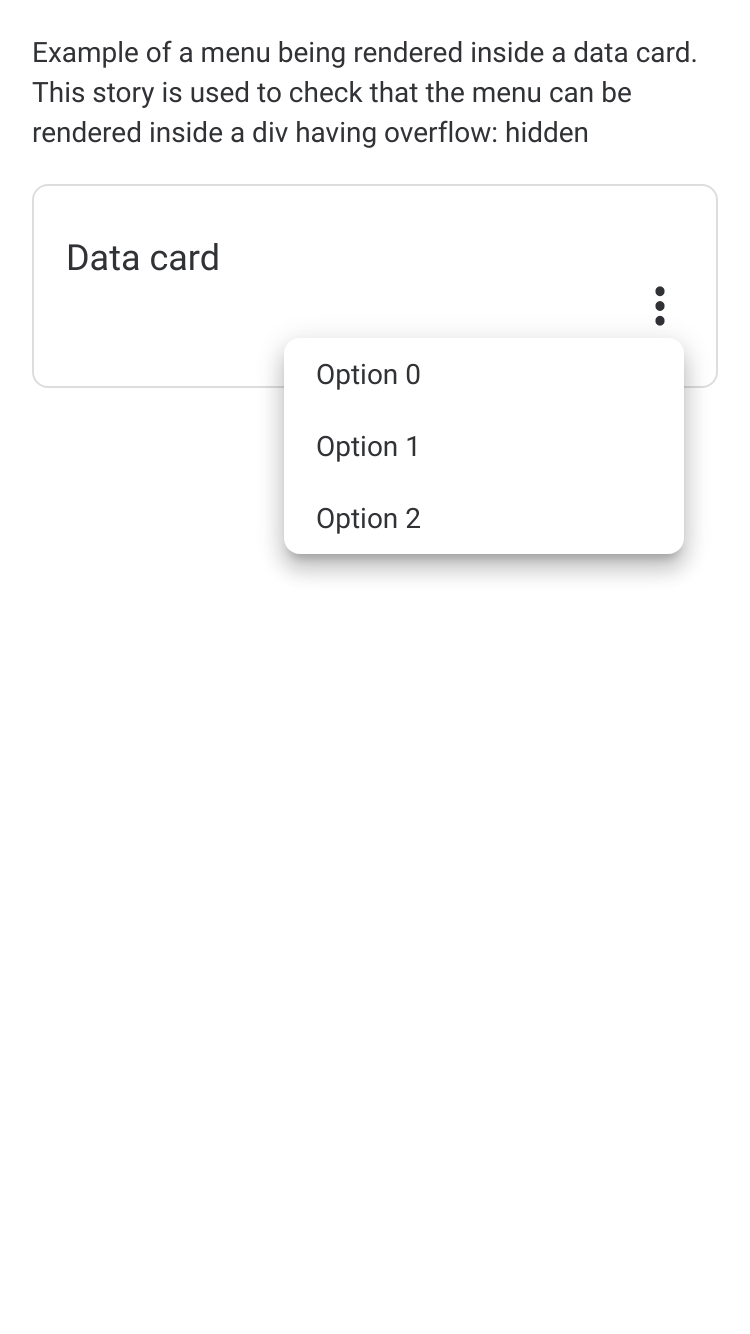 Example of a menu being rendered inside a data card.
This story is used to check that the menu can be
rendered inside a div having overflow: hidden
Data card
Option 0
Option 1
Option 2